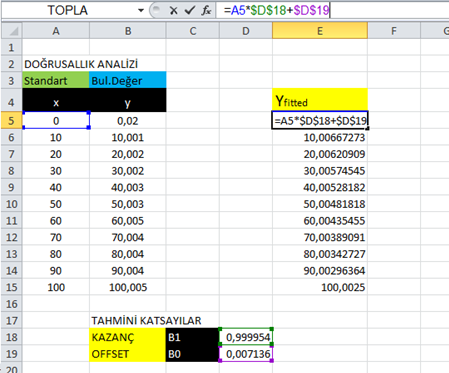 TOPLA fx =A5*$D$18+$D$19
A B C D E F G
1
2 DOĞRUSALLIK ANALİZİ
3 Standart Bul.Değer
4 x y Yfitted
5 0 0,02 =A5*$D$18+$D$19
6 10 10,001 10,00667273
7 20 20,002 20,00620909
8 30 30,002 30,00574545
9 40 40,003 40,00528182
10 50 50,003 50,00481818
11 60 60,005 60,00435455
12 70 70,004 70,00389091
13 80 80,004 80,00342727
14 90 90,004 90,00296364
15 100 100,005 100,0025
16
17 TAHMİNİ KATSAYILAR
18 KAZANÇ B1 0,999954
19 OFFSET B0 0,007136
20